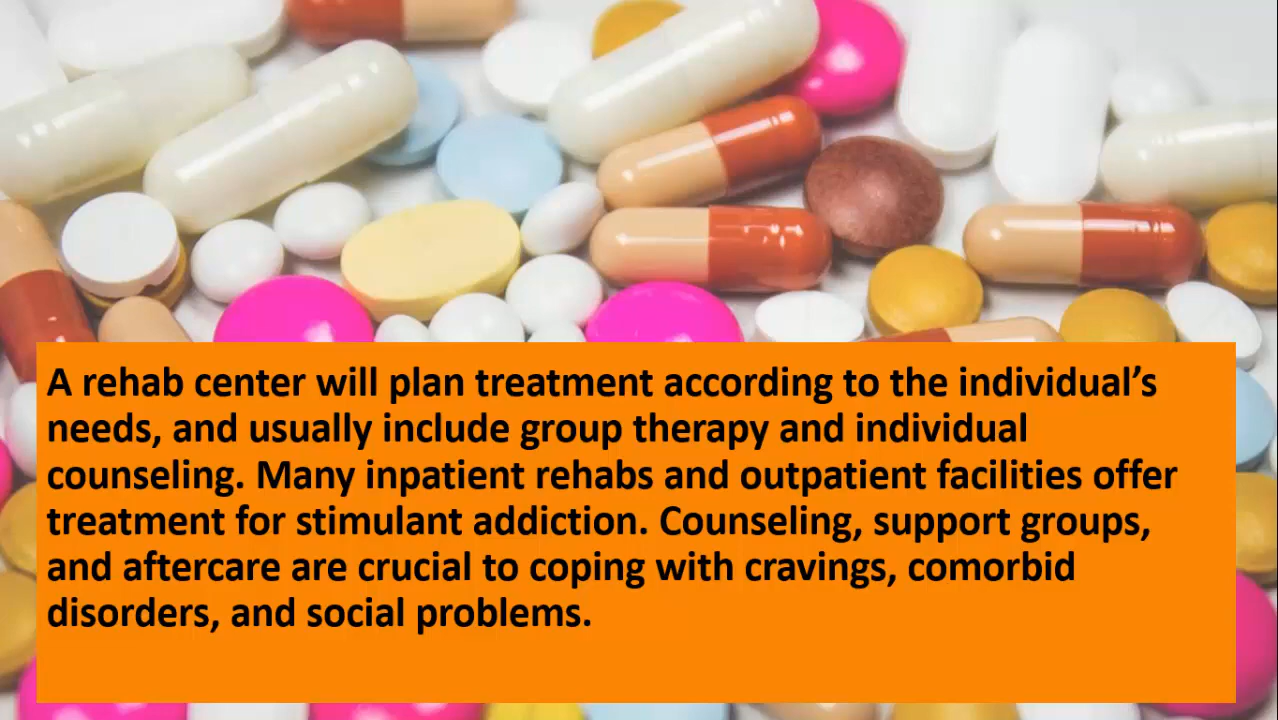 A rehab center will plan treatment according to the individual’s
needs, and usually include group therapy and individual
counseling. Many inpatient rehabs and outpatient facilities offer
treatment for stimulant addiction. Counseling, support groups,
and aftercare are crucial to coping with cravings, comorbid
disorders, and social problems.